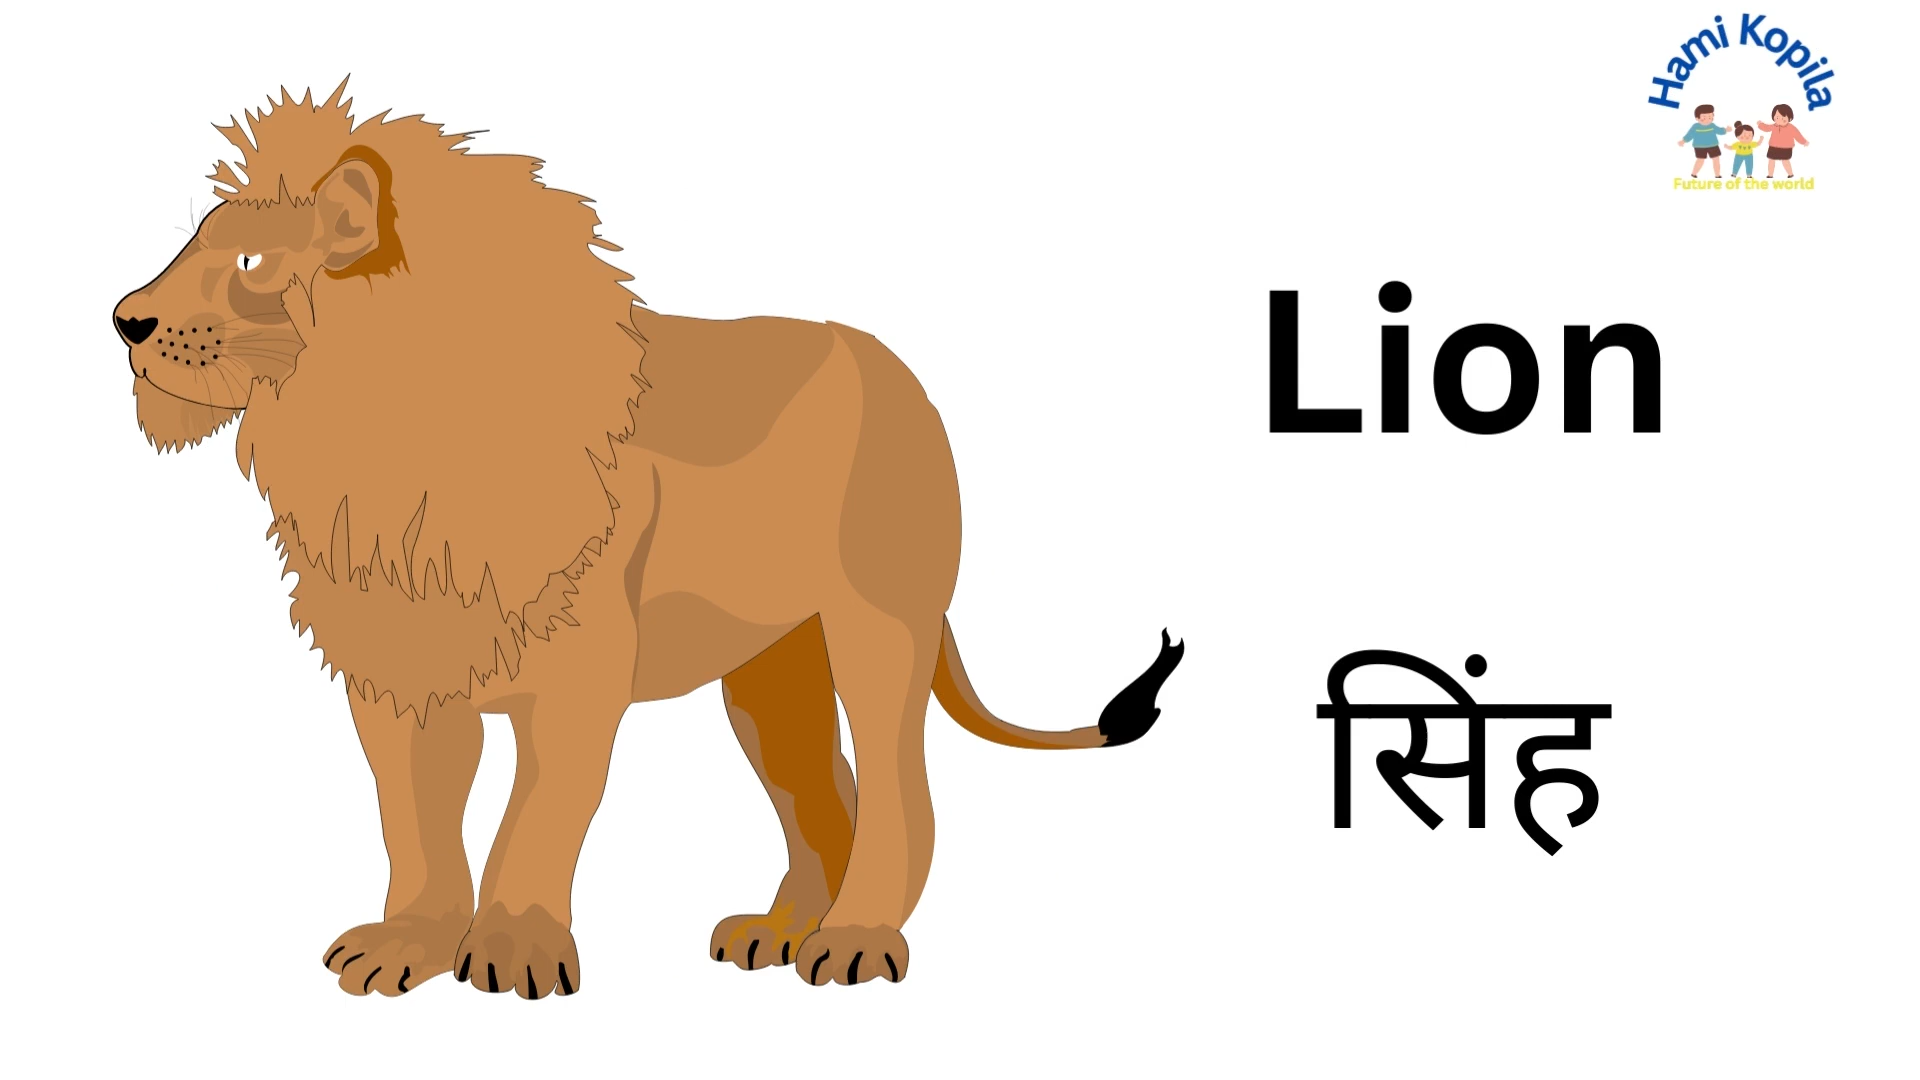 Hami Kopila
Future of the world
Lion
सिंह